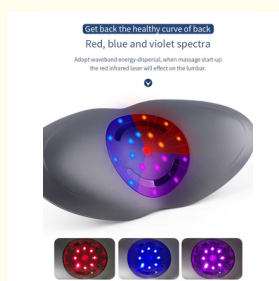 Get back the healthy curve of back
Red, blue and violet spectra
Adopt waveband energy-dispersal, when massage start-up
the red infrared laser will effect on the lumbar.